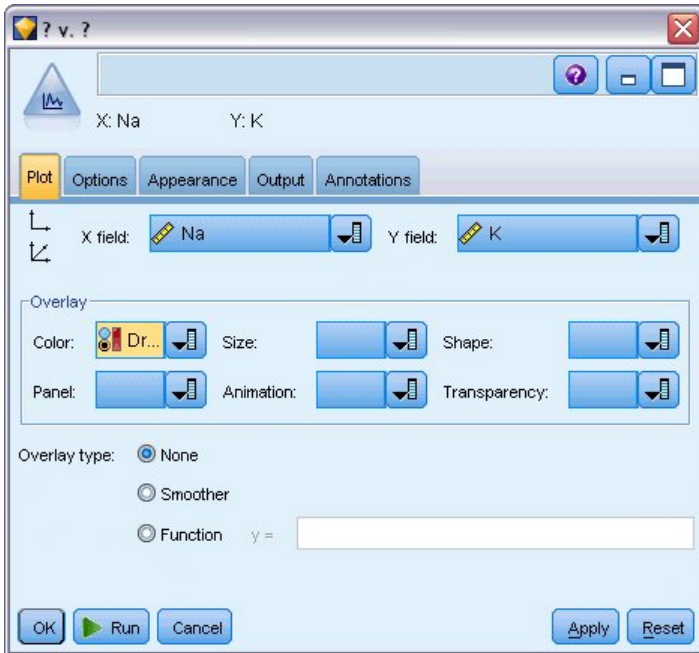 ? v. ?
X: Na Y: K
Plot Options Appearance Output Annotations
X field: Na Y field: K
Overlay
Color: Dr... Size: Shape:
Panel: Animation: Transparency:
Overlay type: None
Smoother
Function y =
OK Run Cancel Apply Reset